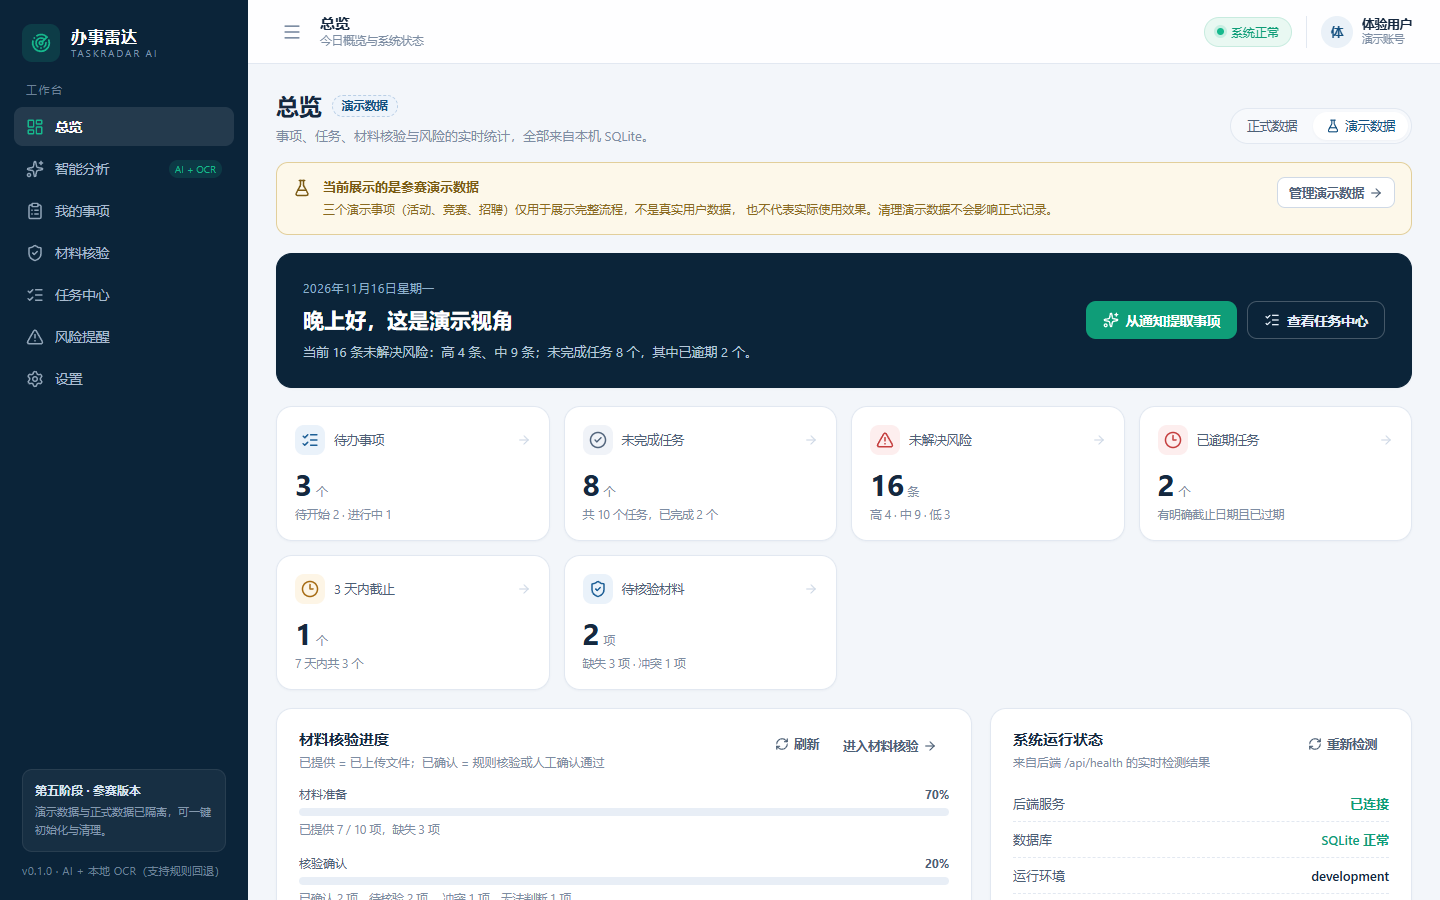 办事雷达
TASKRADAR AI
工作台
总览
智能分析
AI + OCR
我的事项
材料核验
任务中心
风险提醒
设置
第五阶段 · 参赛版本
演示数据与正式数据已隔离，可一键
初始化与清理。
v0.1.0 · AI + 本地 OCR（支持规则回退）
总览
今日概览与系统状态
系统正常
体
体验用户
演示账号
总览
演示数据
事项、任务、材料核验与风险的实时统计，全部来自本机 SQLite。
正式数据
演示数据
当前展示的是参赛演示数据
三个演示事项（活动、竞赛、招聘）仅用于展示完整流程，不是真实用户数据， 也不代表实际使用效果。清理演示数据不会影响正式记录。
管理演示数据
2026年11月16日星期一
晚上好，这是演示视角
当前 16 条未解决风险：高 4 条、中 9 条；未完成任务 8 个，其中已逾期 2 个。
从通知提取事项
查看任务中心
待办事项
3 个
待开始 2 · 进行中 1
未完成任务
8 个
共 10 个任务，已完成 2 个
未解决风险
16 条
高 4 · 中 9 · 低 3
已逾期任务
2 个
有明确截止日期且已过期
3 天内截止
1 个
7 天内共 3 个
待核验材料
2 项
缺失 3 项 · 冲突 1 项
材料核验进度
已提供 = 已上传文件；已确认 = 规则核验或人工确认通过
刷新
进入材料核验
材料准备
70%
已提供 7 / 10 项，缺失 3 项
核验确认
20%
已确认 2 项，待核验 2 项，冲突 1 项，无法判断 1 项
系统运行状态
来自后端 /api/health 的实时检测结果
重新检测
后端服务
已连接
数据库
SQLite 正常
运行环境
development